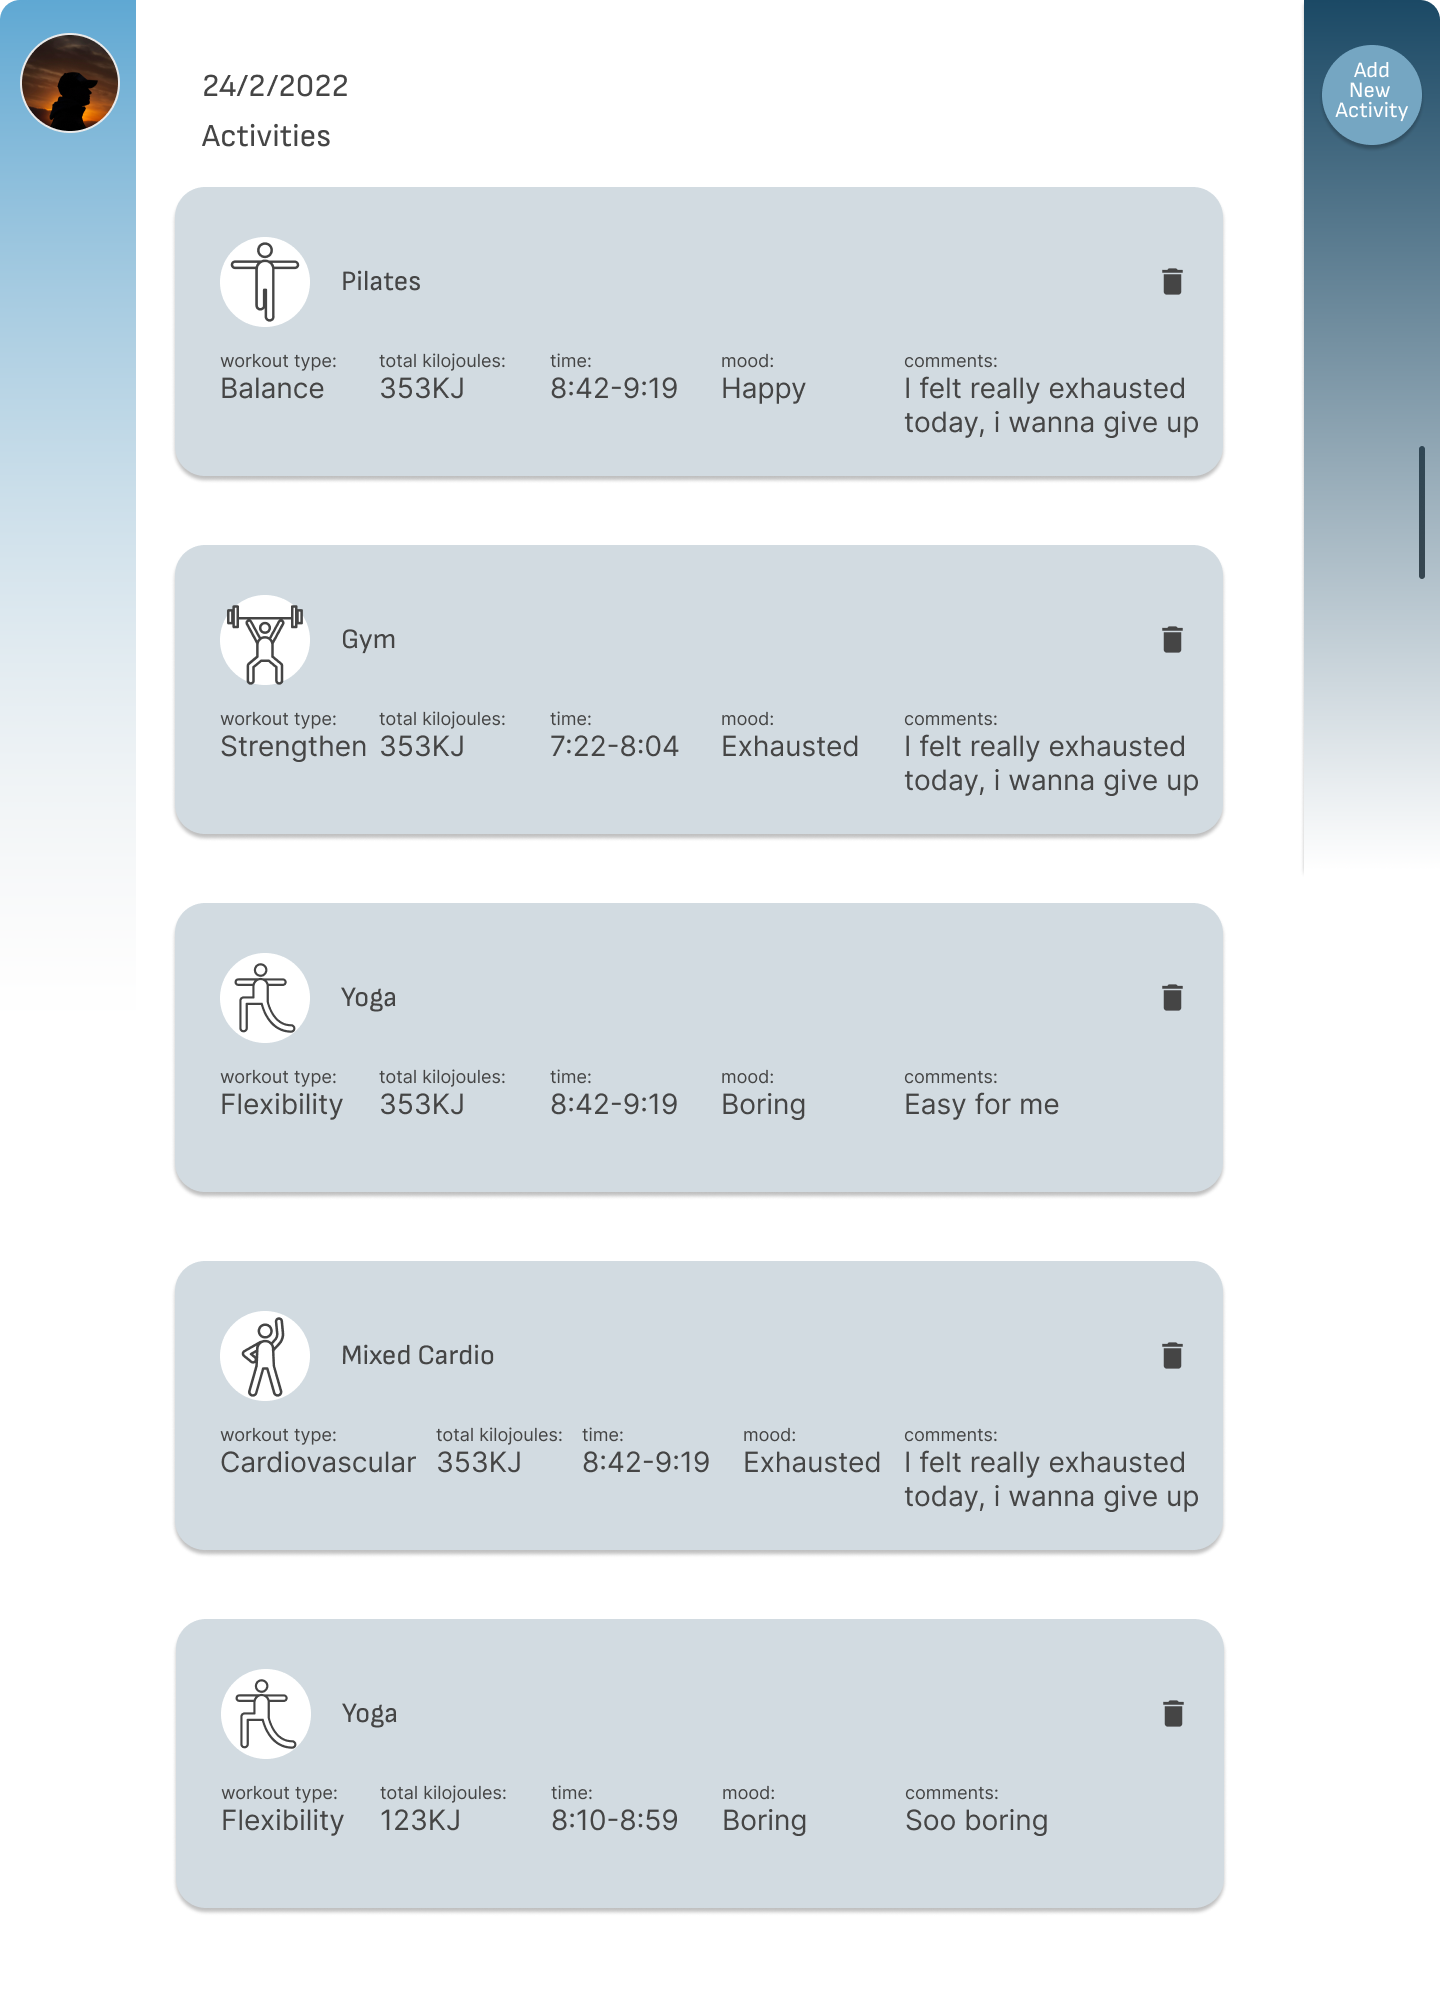 24/2/2022
Activities
Add
New
Activity
Pilates
workout type: total kilojoules: time: mood: comments:
Balance 353KJ 8:42-9:19 Happy I felt really exhausted
today, i wanna give up
Gym
workout type: total kilojoules: time: mood: comments:
Strengthen 353KJ 7:22-8:04 Exhausted I felt really exhausted
today, i wanna give up
Yoga
workout type: total kilojoules: time: mood: comments:
Flexibility 353KJ 8:42-9:19 Boring Easy for me
Mixed Cardio
workout type: total kilojoules: time: mood: comments:
Cardiovascular 353KJ 8:42-9:19 Exhausted I felt really exhausted
today, i wanna give up
Yoga
workout type: total kilojoules: time: mood: comments:
Flexibility 123KJ 8:10-8:59 Boring Soo boring